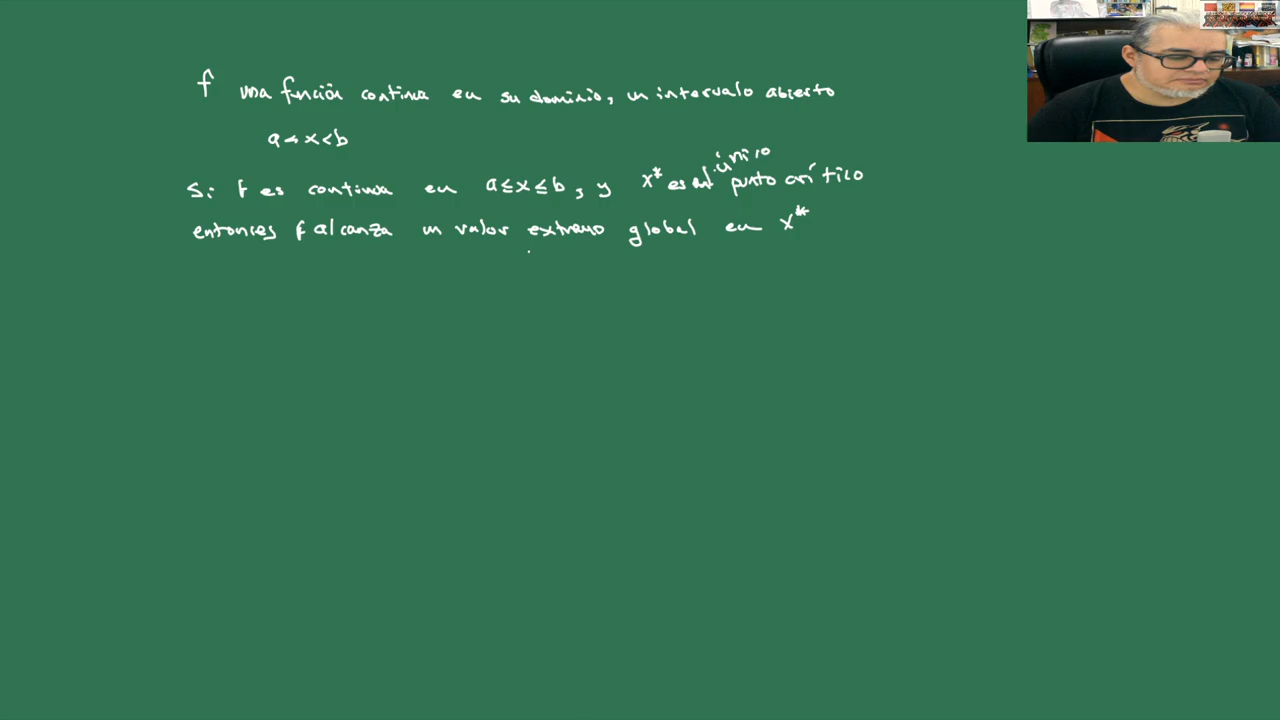 f una función continua en su dominio, un intervalo abierto
a < x < b
único
Si f es continua en a ≤ x ≤ b, y x* es el punto crítico
entonces f alcanza un valor extremo global en x*